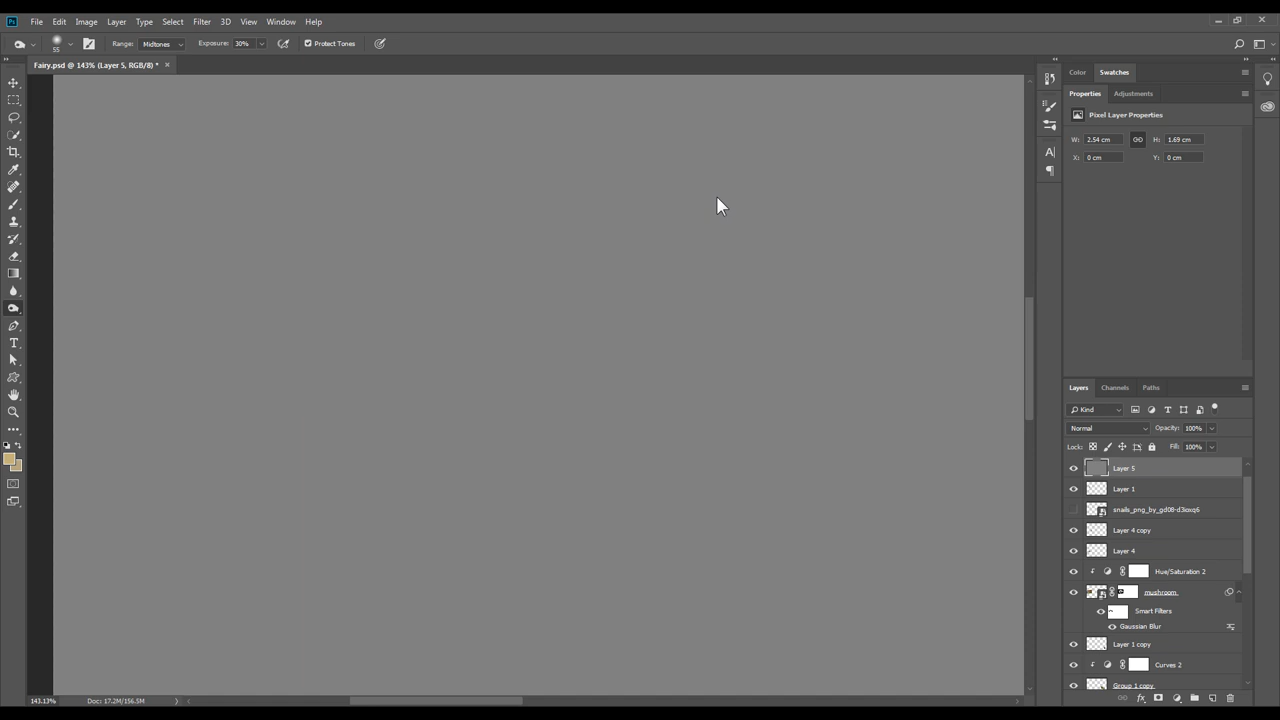 Ps File Edit Image Layer Type Select Filter 3D View Window Help
55 Range: Midtones Exposure: 30% Protect Tones
Fairy.psd @ 143% (Layer 5, RGB/8) * ×
Color Swatches
Properties Adjustments
Pixel Layer Properties
W: 2.54 cm H: 1.69 cm
X: 0 cm Y: 0 cm
Layers Channels Paths
Kind
Normal Opacity: 100%
Lock: Fill: 100%
Layer 5
Layer 1
snails_png_by_gd08-d3ioxq6
Layer 4 copy
Layer 4
Hue/Saturation 2
mushroom
Smart Filters
Gaussian Blur
Layer 1 copy
Curves 2
Group 1 copy
143.13% Doc: 17.2M/156.5M